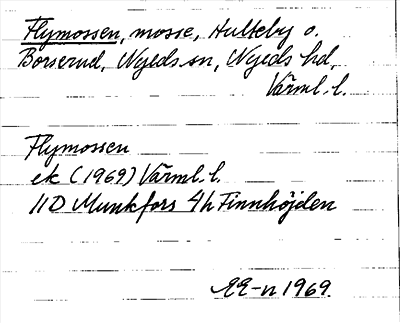 Flymossen, mosse, Hulteby o.
Borserud, Nyeds sn, Nyeds hd,
Värml. l.
Flymossen
ek (1969) Värml. l.
11D Munkfors 4h Finnhöjden
EE-n 1969.